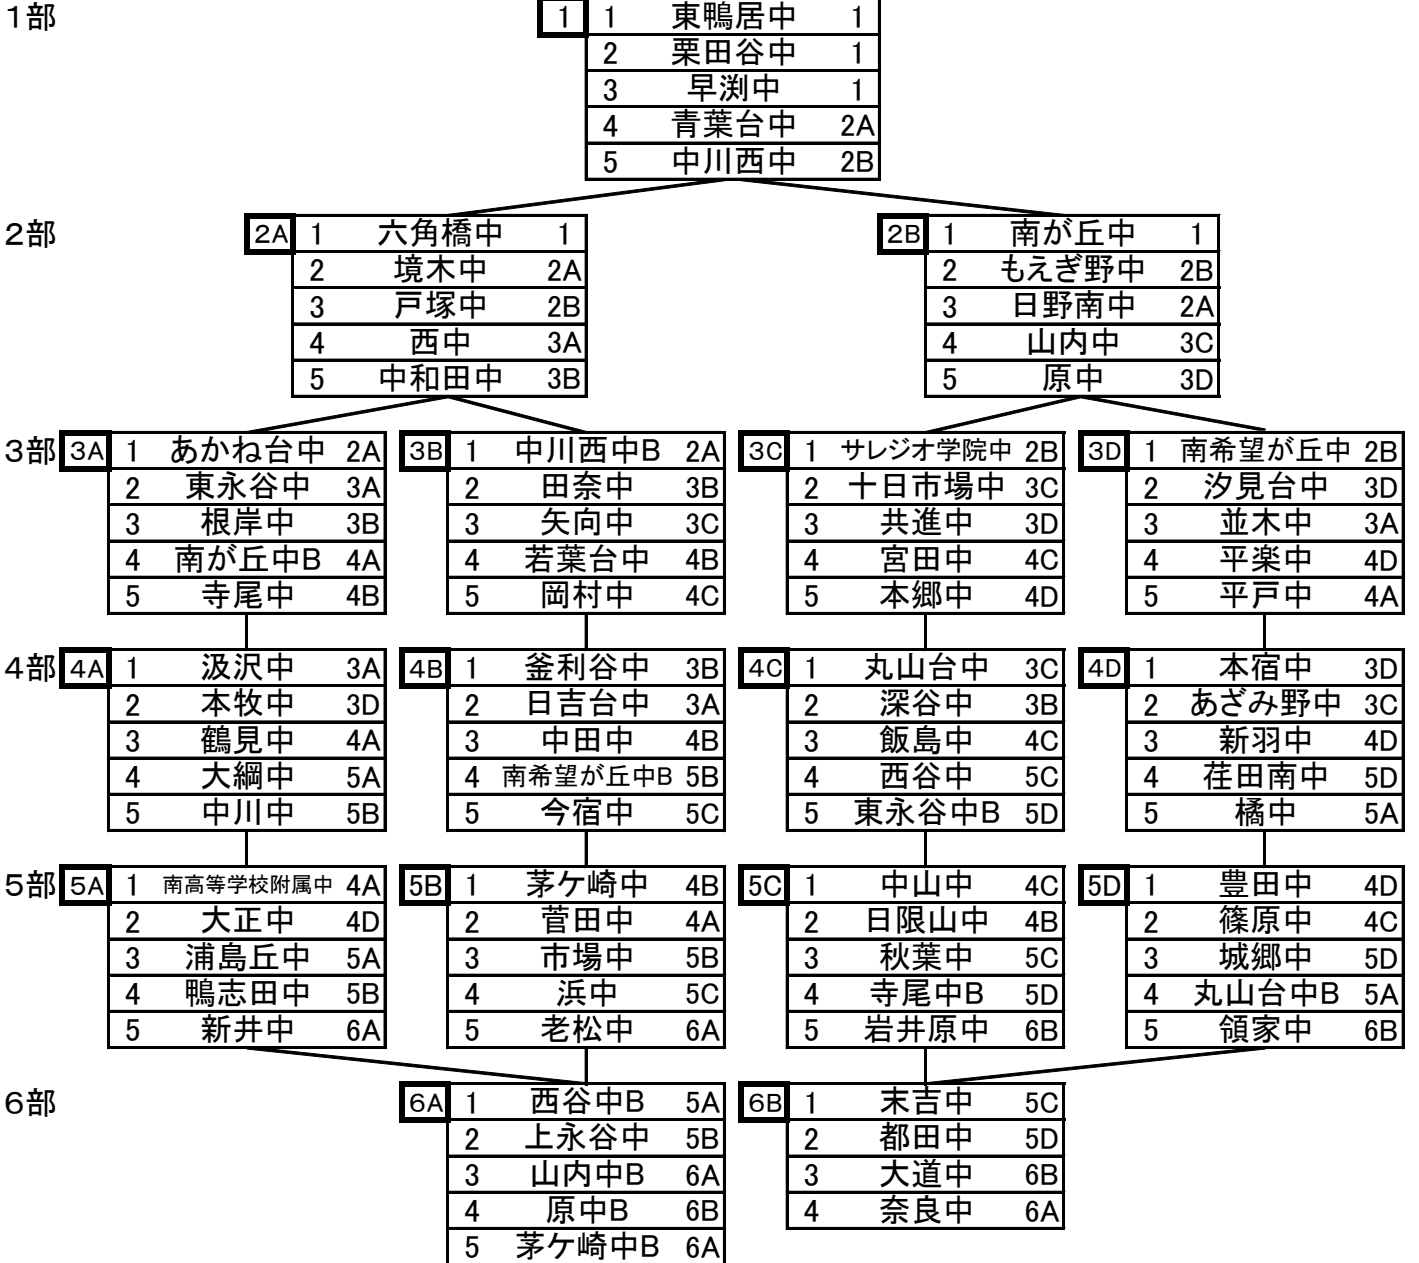 1部
1 1 東鴨居中 1
2 栗田谷中 1
3 早渕中 1
4 青葉台中 2A
5 中川西中 2B
2部
2A 1 六角橋中 1
2 境木中 2A
3 戸塚中 2B
4 西中 3A
5 中和田中 3B
2B 1 南が丘中 1
2 もえぎ野中 2B
3 日野南中 2A
4 山内中 3C
5 原中 3D
3部
3A 1 あかね台中 2A
2 東永谷中 3A
3 根岸中 3B
4 南が丘中B 4A
5 寺尾中 4B
3B 1 中川西中B 2A
2 田奈中 3B
3 矢向中 3C
4 若葉台中 4B
5 岡村中 4C
3C 1 サレジオ学院中 2B
2 十日市場中 3C
3 共進中 3D
4 宮田中 4C
5 本郷中 4D
3D 1 南希望が丘中 2B
2 汐見台中 3D
3 並木中 3A
4 平楽中 4D
5 平戸中 4A
4部
4A 1 汲沢中 3A
2 本牧中 3D
3 鶴見中 4A
4 大綱中 5A
5 中川中 5B
4B 1 釜利谷中 3B
2 日吉台中 3A
3 中田中 4B
4 南希望が丘中B 5B
5 今宿中 5C
4C 1 丸山台中 3C
2 深谷中 3B
3 飯島中 4C
4 西谷中 5C
5 東永谷中B 5D
4D 1 本宿中 3D
2 あざみ野中 3C
3 新羽中 4D
4 荏田南中 5D
5 橘中 5A
5部
5A 1 南高等学校附属中 4A
2 大正中 4D
3 浦島丘中 5A
4 鴨志田中 5B
5 新井中 6A
5B 1 茅ケ崎中 4B
2 菅田中 4A
3 市場中 5B
4 浜中 5C
5 老松中 6A
5C 1 中山中 4C
2 日限山中 4B
3 秋葉中 5C
4 寺尾中B 5D
5 岩井原中 6B
5D 1 豊田中 4D
2 篠原中 4C
3 城郷中 5D
4 丸山台中B 5A
5 領家中 6B
6部
6A 1 西谷中B 5A
2 上永谷中 5B
3 山内中B 6A
4 原中B 6B
5 茅ケ崎中B 6A
6B 1 末吉中 5C
2 都田中 5D
3 大道中 6B
4 奈良中 6A